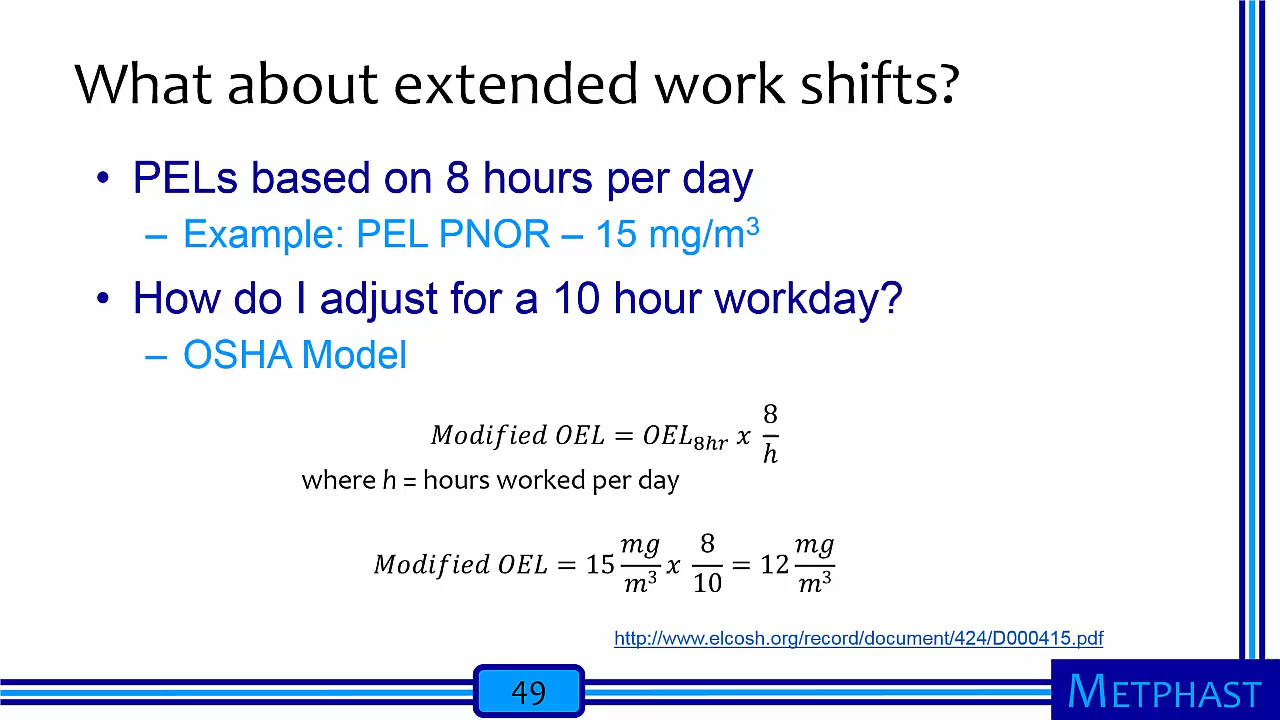 What about extended work shifts?
• PELs based on 8 hours per day
– Example: PEL PNOR – 15 mg/m³
• How do I adjust for a 10 hour workday?
– OSHA Model
Modified OEL = OEL₈ₕᵣ x 8/h
where h = hours worked per day
Modified OEL = 15 mg/m³ x 8/10 = 12 mg/m³
http://www.elcosh.org/record/document/424/D000415.pdf
49
METPHAST